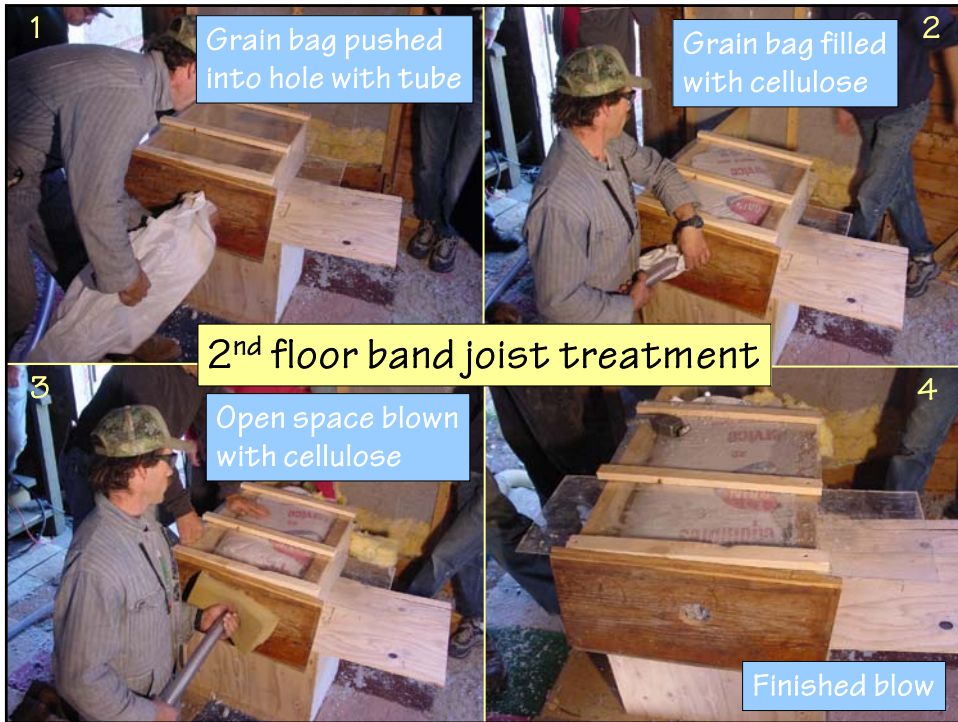 1
Grain bag pushed
into hole with tube
2
Grain bag filled
with cellulose
2nd floor band joist treatment
3
Open space blown
with cellulose
4
Finished blow